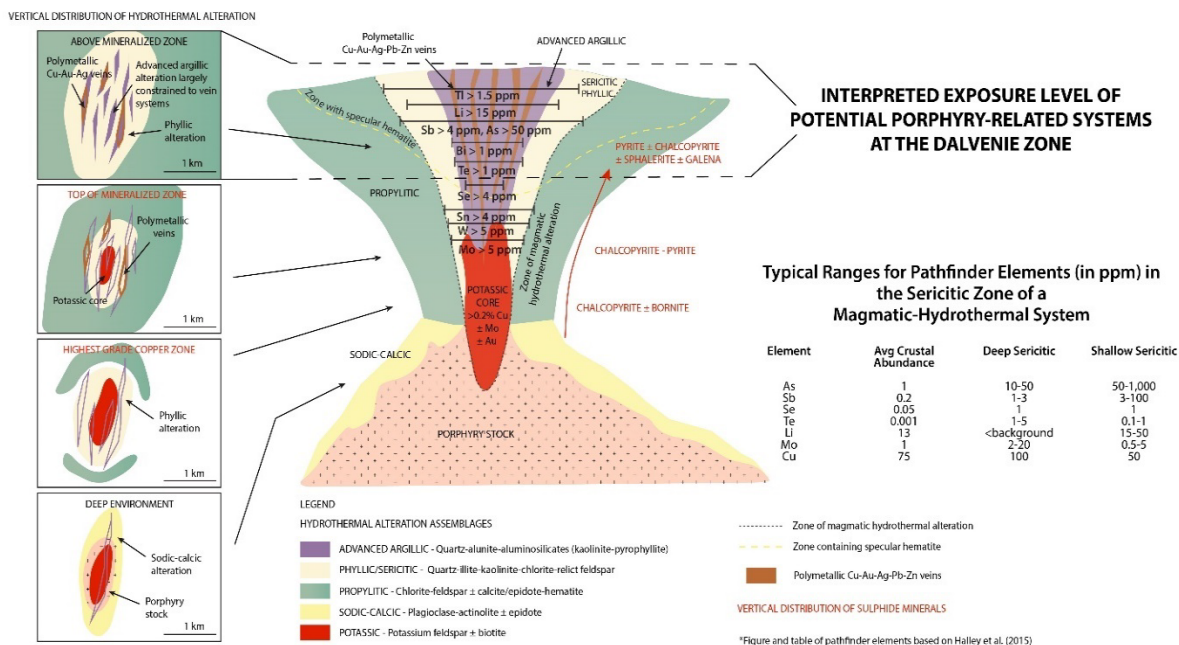 VERTICAL DISTRIBUTION OF HYDROTHERMAL ALTERATION
ABOVE MINERALIZED ZONE
Polymetallic
Cu-Au-Ag veins
Advanced argillic
alteration largely
constrained to vein
systems
Phyllic
alteration
1 km
TOP OF MINERALIZED ZONE
Polymetallic
veins
Potassic core
1 km
HIGHEST GRADE COPPER ZONE
Phyllic
alteration
1 km
DEEP ENVIRONMENT
Sodic-calcic
alteration
Porphyry
stock
1 km
Polymetallic
Cu-Au-Ag-Pb-Zn veins
ADVANCED ARGILLIC
SERICITIC
PHYLLIC
Zone with specular hematite
Tl > 1.5 ppm
Li > 15 ppm
Sb > 4 ppm, As > 50 ppm
Bi > 1 ppm
Te > 1 ppm
Se > 4 ppm
Sn > 4 ppm
W > 5 ppm
Mo > 5 ppm
PROPYLITIC
Zone of magmatic
hydrothermal alteration
POTASSIC
CORE
>0.2% Cu
± Mo
± Au
SODIC-CALCIC
PORPHYRY STOCK
PYRITE ± CHALCOPYRITE
± SPHALERITE ± GALENA
CHALCOPYRITE - PYRITE
CHALCOPYRITE ± BORNITE
INTERPRETED EXPOSURE LEVEL OF
POTENTIAL PORPHYRY-RELATED SYSTEMS
AT THE DALVENIE ZONE
Typical Ranges for Pathfinder Elements (in ppm) in
the Sericitic Zone of a
Magmatic-Hydrothermal System
Element Avg Crustal Abundance Deep Sericitic Shallow Sericitic
As 1 10-50 50-1,000
Sb 0.2 1-3 3-100
Se 0.05 1 1
Te 0.001 1-5 0.1-1
Li 13 <background 15-50
Mo 1 2-20 0.5-5
Cu 75 100 50
LEGEND
HYDROTHERMAL ALTERATION ASSEMBLAGES
ADVANCED ARGILLIC - Quartz-alunite-aluminosilicates (kaolinite-pyrophyllite)
PHYLLIC/SERICITIC - Quartz-illite-kaolinite-chlorite-relict feldspar
PROPYLITIC - Chlorite-feldspar ± calcite/epidote-hematite
SODIC-CALCIC - Plagioclase-actinolite ± epidote
POTASSIC - Potassium feldspar ± biotite
Zone of magmatic hydrothermal alteration
Zone containing specular hematite
Polymetallic Cu-Au-Ag-Pb-Zn veins
VERTICAL DISTRIBUTION OF SULPHIDE MINERALS
*Figure and table of pathfinder elements based on Halley et al. (2015)